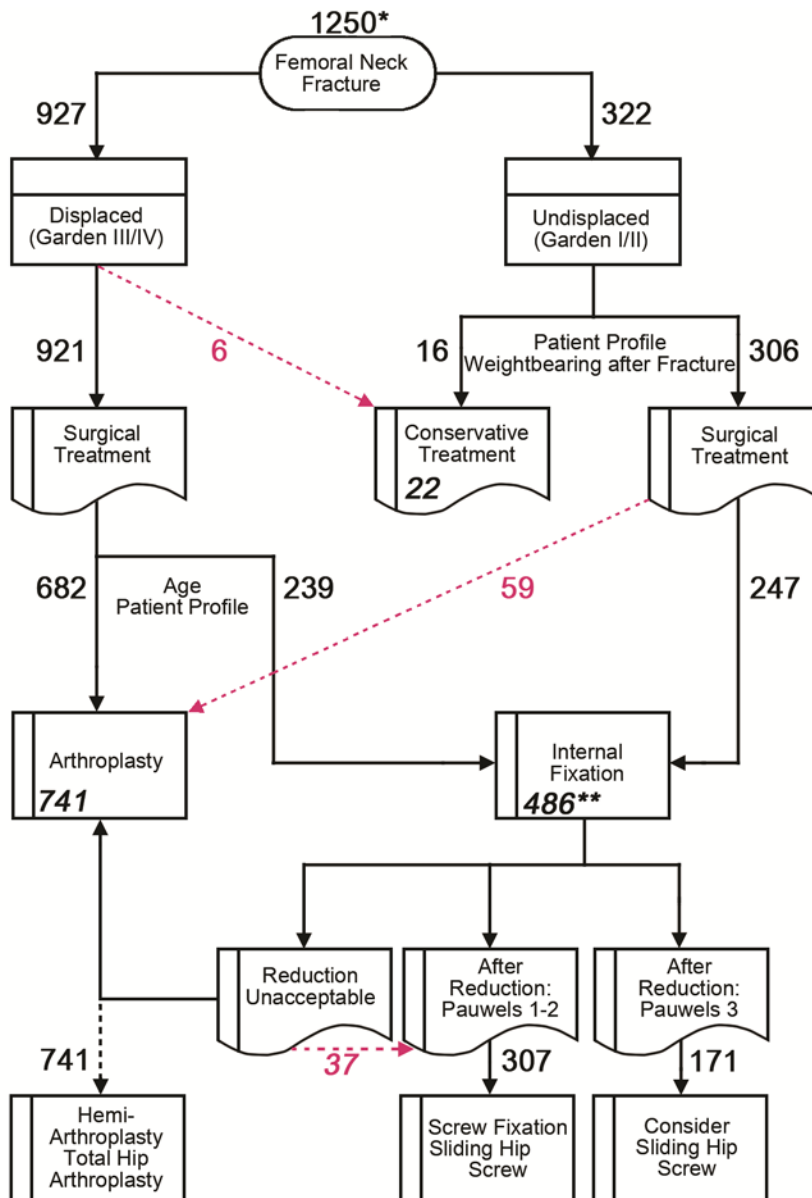 1250*
Femoral Neck
Fracture
927
322
Displaced
(Garden III/IV)
Undisplaced
(Garden I/II)
921
6
16
Patient Profile
Weightbearing after Fracture
306
Surgical
Treatment
Conservative
Treatment
22
Surgical
Treatment
682
Age
Patient Profile
239
59
247
Arthroplasty
741
Internal
Fixation
486**
Reduction
Unacceptable
After
Reduction:
Pauwels 1-2
After
Reduction:
Pauwels 3
37
741
307
171
Hemi-
Arthroplasty
Total Hip
Arthroplasty
Screw Fixation
Sliding Hip
Screw
Consider
Sliding Hip
Screw